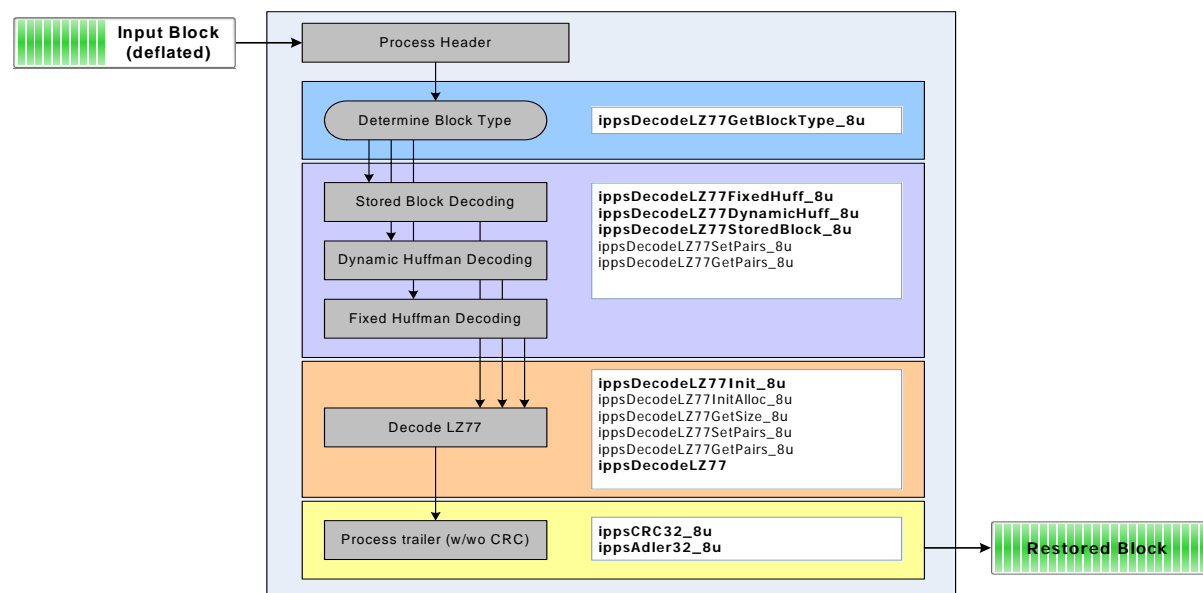 Input Block
(deflated)
Process Header
Determine Block Type
ippsDecodeLZ77GetBlockType_8u
Stored Block Decoding
Dynamic Huffman Decoding
Fixed Huffman Decoding
ippsDecodeLZ77FixedHuff_8u
ippsDecodeLZ77DynamicHuff_8u
ippsDecodeLZ77StoredBlock_8u
ippsDecodeLZ77SetPairs_8u
ippsDecodeLZ77GetPairs_8u
Decode LZ77
ippsDecodeLZ77Init_8u
ippsDecodeLZ77InitAlloc_8u
ippsDecodeLZ77GetSize_8u
ippsDecodeLZ77SetPairs_8u
ippsDecodeLZ77GetPairs_8u
ippsDecodeLZ77
Process trailer (w/wo CRC)
ippsCRC32_8u
ippsAdler32_8u
Restored Block